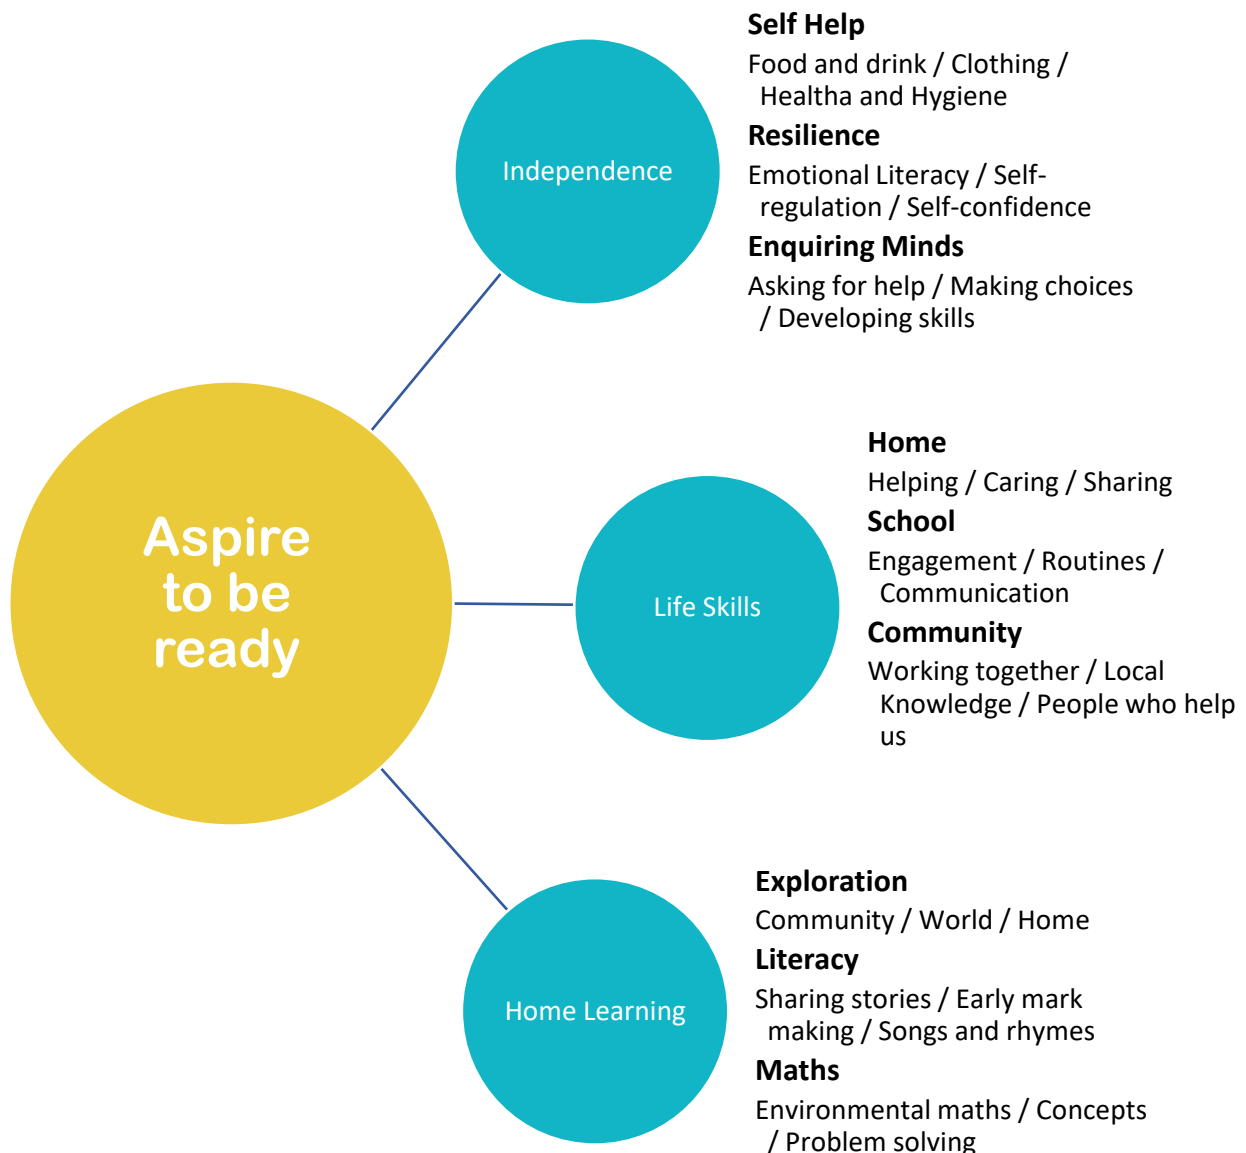 Aspire
to be
ready
Independence
Self Help
Food and drink / Clothing /
Healtha and Hygiene
Resilience
Emotional Literacy / Self-
regulation / Self-confidence
Enquiring Minds
Asking for help / Making choices
/ Developing skills
Life Skills
Home
Helping / Caring / Sharing
School
Engagement / Routines /
Communication
Community
Working together / Local
Knowledge / People who help
us
Home Learning
Exploration
Community / World / Home
Literacy
Sharing stories / Early mark
making / Songs and rhymes
Maths
Environmental maths / Concepts
/ Problem solving